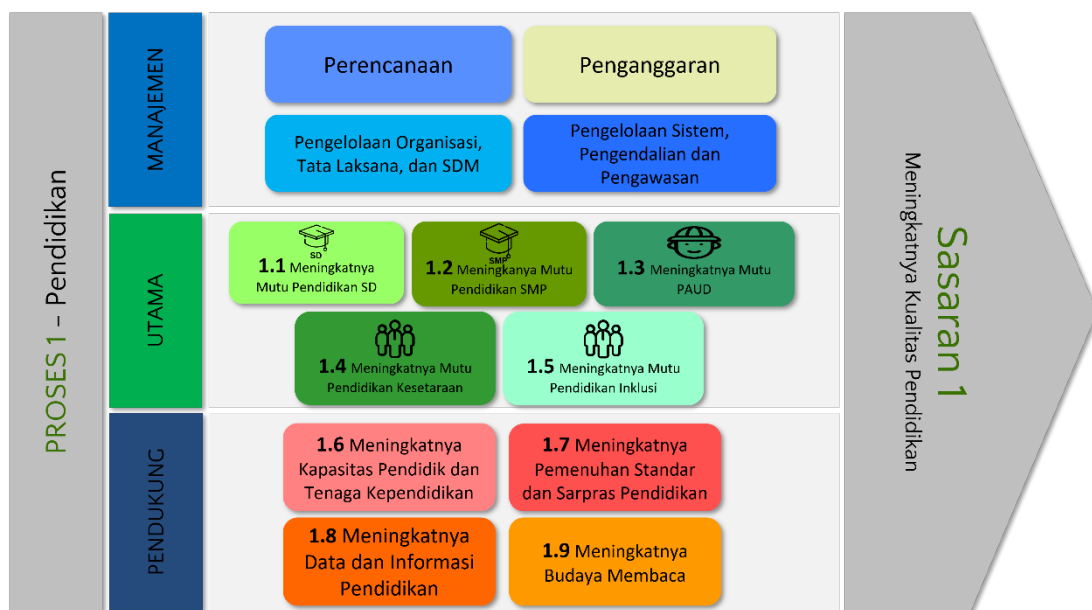 PROSES 1 – Pendidikan
MANAJEMEN
Perencanaan
Penganggaran
Pengelolaan Organisasi,
Tata Laksana, dan SDM
Pengelolaan Sistem,
Pengendalian dan
Pengawasan
UTAMA
SD
1.1 Meningkatnya
Mutu Pendidikan SD
SMP
1.2 Meningkanya Mutu
Pendidikan SMP
1.3 Meningkatnya Mutu
PAUD
1.4 Meningkatnya Mutu
Pendidikan Kesetaraan
1.5 Meningkatnya Mutu
Pendidikan Inklusi
PENDUKUNG
1.6 Meningkatnya
Kapasitas Pendidik dan
Tenaga Kependidikan
1.7 Meningkatnya
Pemenuhan Standar
dan Sarpras Pendidikan
1.8 Meningkatnya
Data dan Informasi
Pendidikan
1.9 Meningkatnya
Budaya Membaca
Sasaran 1
Meningkatnya Kualitas Pendidikan